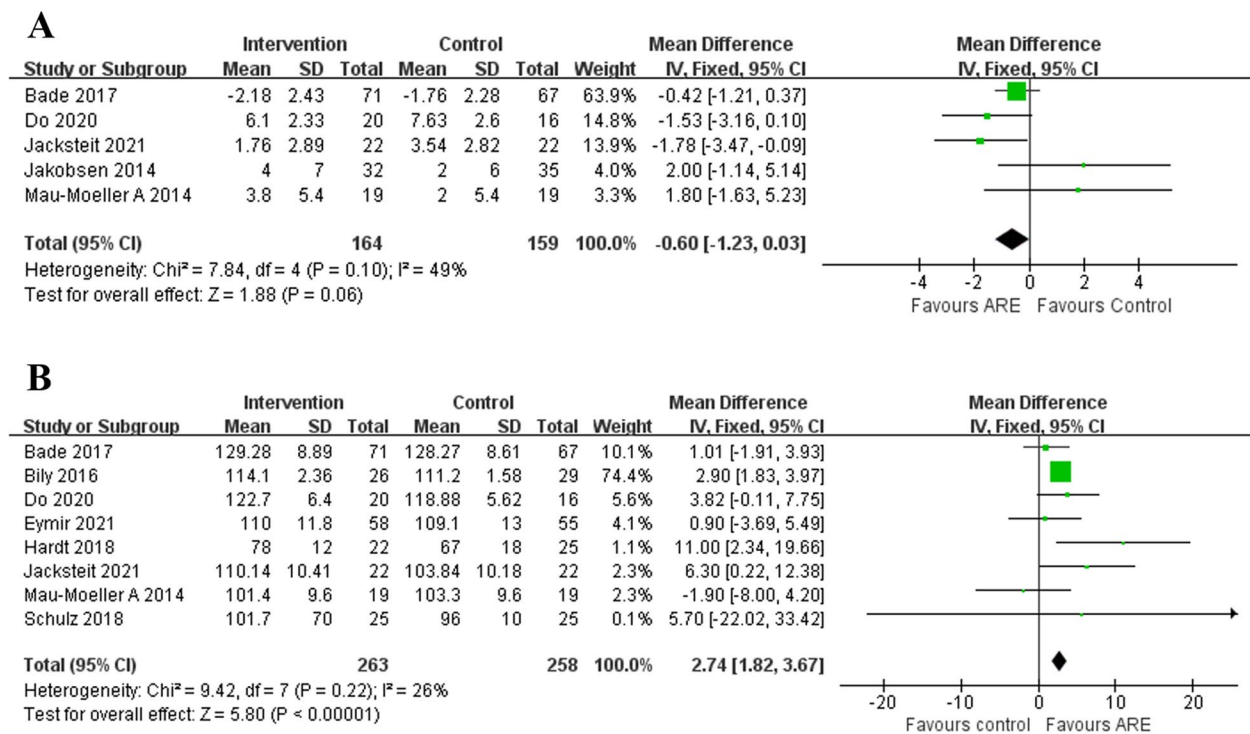 A
Intervention Control Mean Difference Mean Difference
Study or Subgroup Mean SD Total Mean SD Total Weight IV, Fixed, 95% CI IV, Fixed, 95% CI
Bade 2017 -2.18 2.43 71 -1.76 2.28 67 63.9% -0.42 [-1.21, 0.37]
Do 2020 6.1 2.33 20 7.63 2.6 16 14.8% -1.53 [-3.16, 0.10]
Jacksteit 2021 1.76 2.89 22 3.54 2.82 22 13.9% -1.78 [-3.47, -0.09]
Jakobsen 2014 4 7 32 2 6 35 4.0% 2.00 [-1.14, 5.14]
Mau-Moeller A 2014 3.8 5.4 19 2 5.4 19 3.3% 1.80 [-1.63, 5.23]
Total (95% CI) 164 159 100.0% -0.60 [-1.23, 0.03]
Heterogeneity: Chi² = 7.84, df = 4 (P = 0.10); I² = 49%
Test for overall effect: Z = 1.88 (P = 0.06)
-4 -2 0 2 4
Favours ARE Favours Control
B
Intervention Control Mean Difference Mean Difference
Study or Subgroup Mean SD Total Mean SD Total Weight IV, Fixed, 95% CI IV, Fixed, 95% CI
Bade 2017 129.28 8.89 71 128.27 8.61 67 10.1% 1.01 [-1.91, 3.93]
Bily 2016 114.1 2.36 26 111.2 1.58 29 74.4% 2.90 [1.83, 3.97]
Do 2020 122.7 6.4 20 118.88 5.62 16 5.6% 3.82 [-0.11, 7.75]
Eymir 2021 110 11.8 58 109.1 13 55 4.1% 0.90 [-3.69, 5.49]
Hardt 2018 78 12 22 67 18 25 1.1% 11.00 [2.34, 19.66]
Jacksteit 2021 110.14 10.41 22 103.84 10.18 22 2.3% 6.30 [0.22, 12.38]
Mau-Moeller A 2014 101.4 9.6 19 103.3 9.6 19 2.3% -1.90 [-8.00, 4.20]
Schulz 2018 101.7 70 25 96 10 25 0.1% 5.70 [-22.02, 33.42]
Total (95% CI) 263 258 100.0% 2.74 [1.82, 3.67]
Heterogeneity: Chi² = 9.42, df = 7 (P = 0.22); I² = 26%
Test for overall effect: Z = 5.80 (P < 0.00001)
-20 -10 0 10 20
Favours control Favours ARE